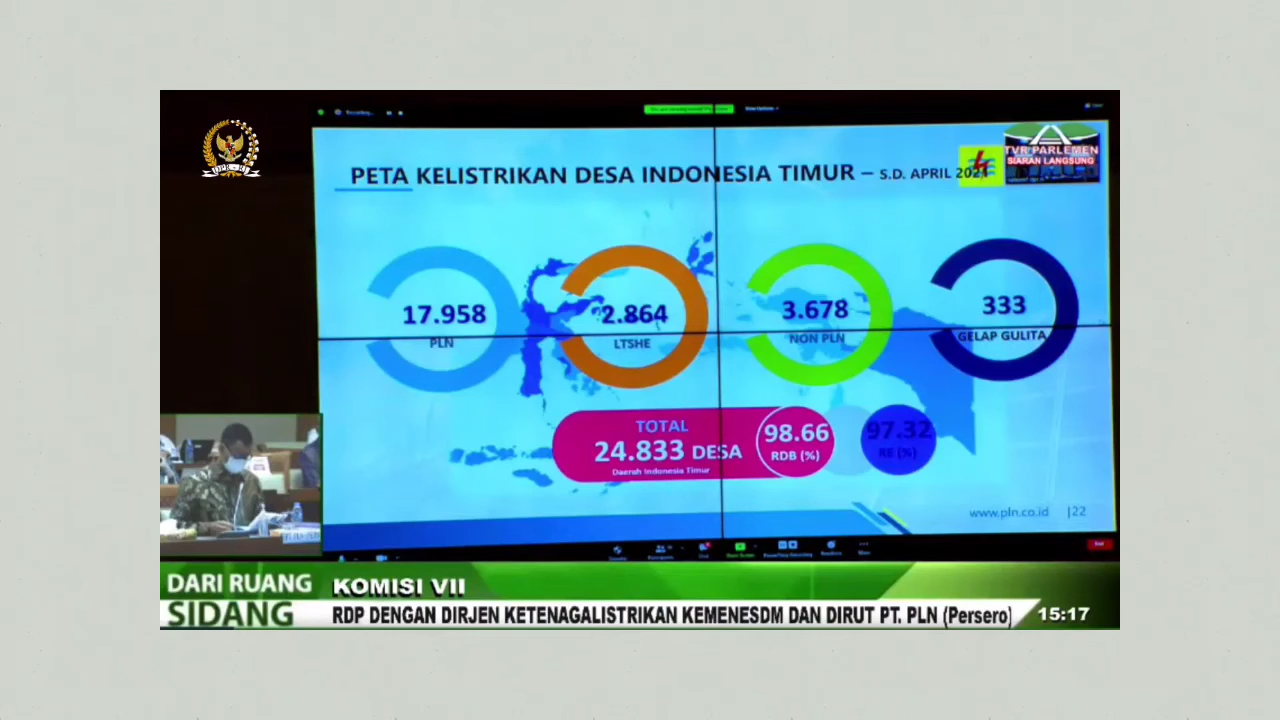 DPR - RI
TVR PARLEMEN
SIARAN LANGSUNG
PETA KELISTRIKAN DESA INDONESIA TIMUR – S.D. APRIL 2021
17.958
PLN
2.864
LTSHE
3.678
NON PLN
333
GELAP GULITA
TOTAL
24.833 DESA
Daerah Indonesia Timur
98.66
RDB (%)
97.32
RE (%)
www.pln.co.id |22
DARI RUANG
SIDANG
KOMISI VII
RDP DENGAN DIRJEN KETENAGALISTRIKAN KEMENESDM DAN DIRUT PT. PLN (Persero)
15:17